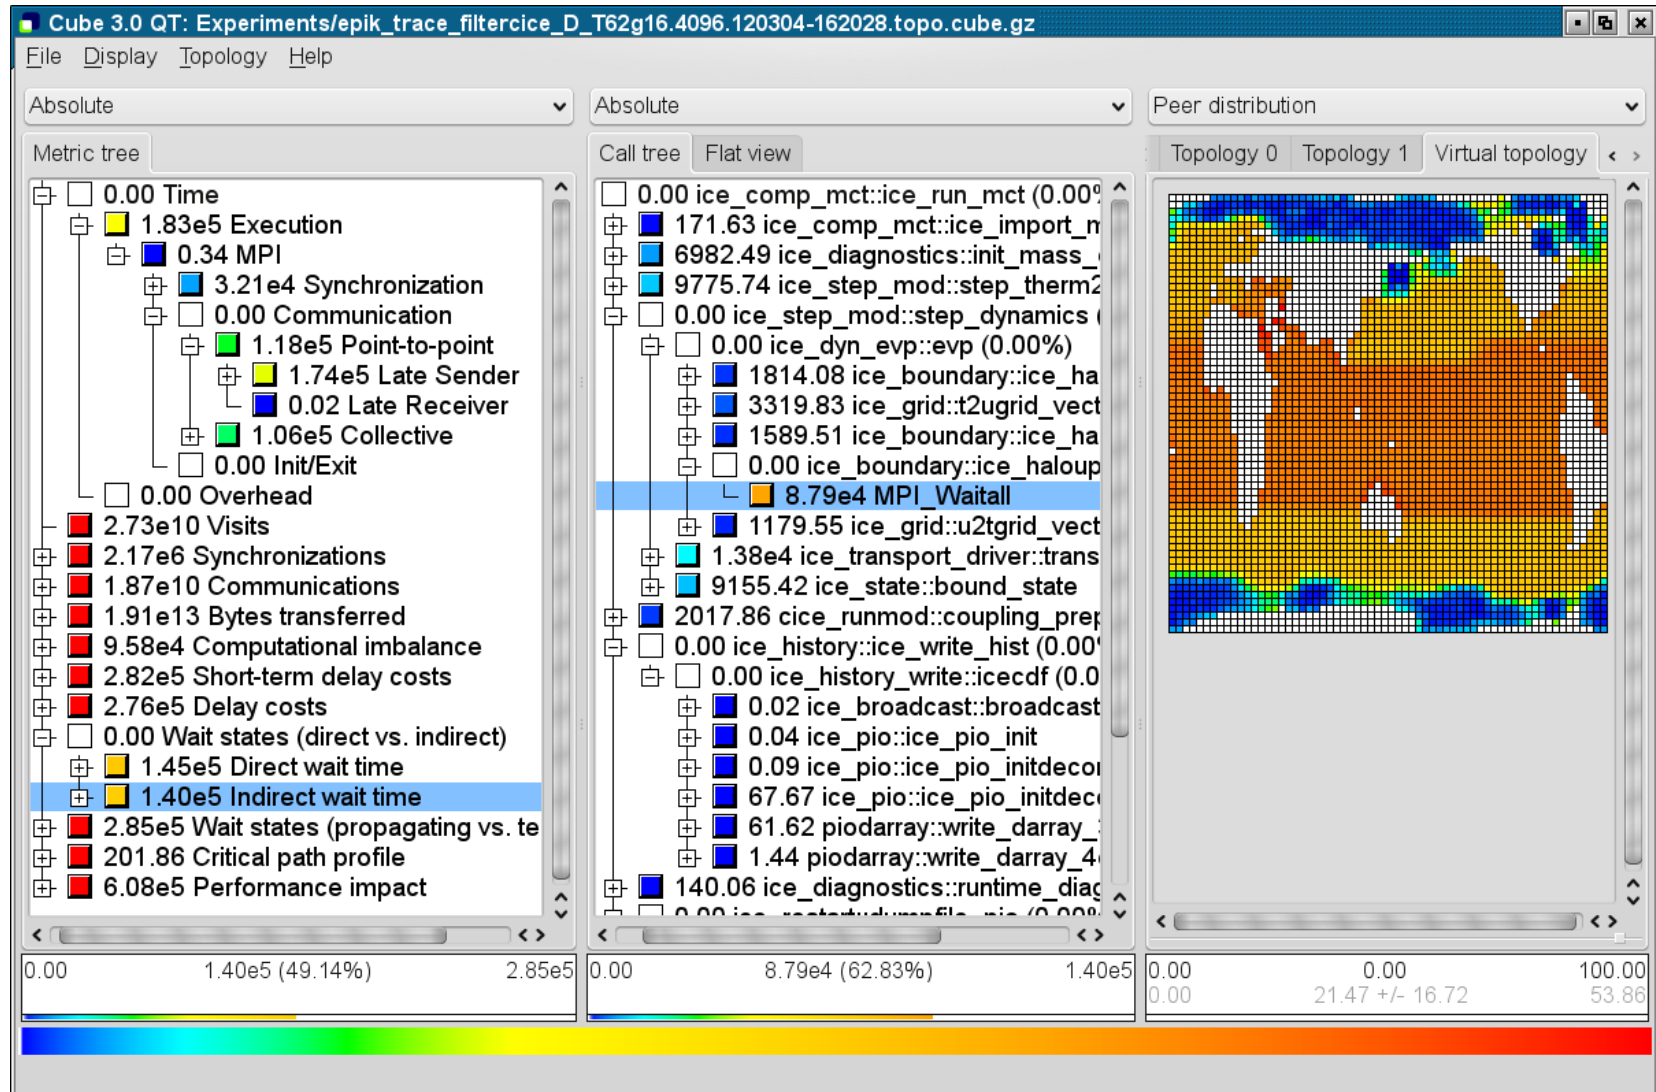 Cube 3.0 QT: Experiments/epik_trace_filtercice_D_T62g16.4096.120304-162028.topo.cube.gz
File Display Topology Help
Absolute
Metric tree
0.00 Time
1.83e5 Execution
0.34 MPI
3.21e4 Synchronization
0.00 Communication
1.18e5 Point-to-point
1.74e5 Late Sender
0.02 Late Receiver
1.06e5 Collective
0.00 Init/Exit
0.00 Overhead
2.73e10 Visits
2.17e6 Synchronizations
1.87e10 Communications
1.91e13 Bytes transferred
9.58e4 Computational imbalance
2.82e5 Short-term delay costs
2.76e5 Delay costs
0.00 Wait states (direct vs. indirect)
1.45e5 Direct wait time
1.40e5 Indirect wait time
2.85e5 Wait states (propagating vs. te
201.86 Critical path profile
6.08e5 Performance impact
0.00 1.40e5 (49.14%) 2.85e5
Absolute
Call tree Flat view
0.00 ice_comp_mct::ice_run_mct (0.00%
171.63 ice_comp_mct::ice_import_m
6982.49 ice_diagnostics::init_mass_
9775.74 ice_step_mod::step_therm2
0.00 ice_step_mod::step_dynamics (
0.00 ice_dyn_evp::evp (0.00%)
1814.08 ice_boundary::ice_ha
3319.83 ice_grid::t2ugrid_vect
1589.51 ice_boundary::ice_ha
0.00 ice_boundary::ice_haloup
8.79e4 MPI_Waitall
1179.55 ice_grid::u2tgrid_vect
1.38e4 ice_transport_driver::trans
9155.42 ice_state::bound_state
2017.86 cice_runmod::coupling_prep
0.00 ice_history::ice_write_hist (0.00%
0.00 ice_history_write::icecdf (0.0
0.02 ice_broadcast::broadcast
0.04 ice_pio::ice_pio_init
0.09 ice_pio::ice_pio_initdecom
67.67 ice_pio::ice_pio_initdeco
61.62 piodarray::write_darray_
1.44 piodarray::write_darray_4
140.06 ice_diagnostics::runtime_diag
0.00 ice_restart::dumpfile_pio (0.00%
0.00 8.79e4 (62.83%) 1.40e5
Peer distribution
Topology 0 Topology 1 Virtual topology
0.00 0.00 100.00
0.00 21.47 +/- 16.72 53.86